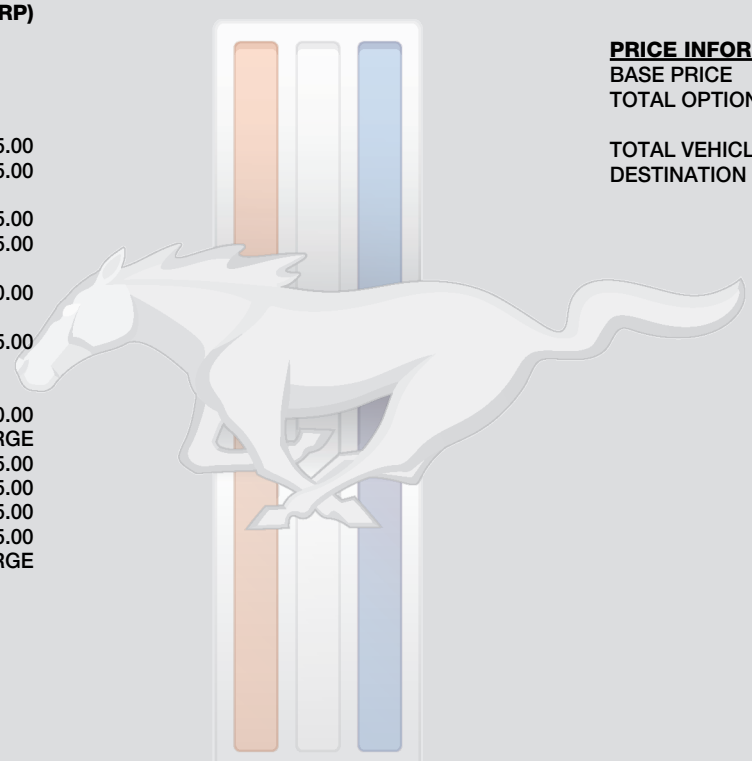 RP)
5.00
5.00
5.00
5.00
0.00
5.00
0.00
RGE
5.00
5.00
5.00
5.00
RGE
PRICE INFOR
BASE PRICE
TOTAL OPTION
TOTAL VEHICL
DESTINATION